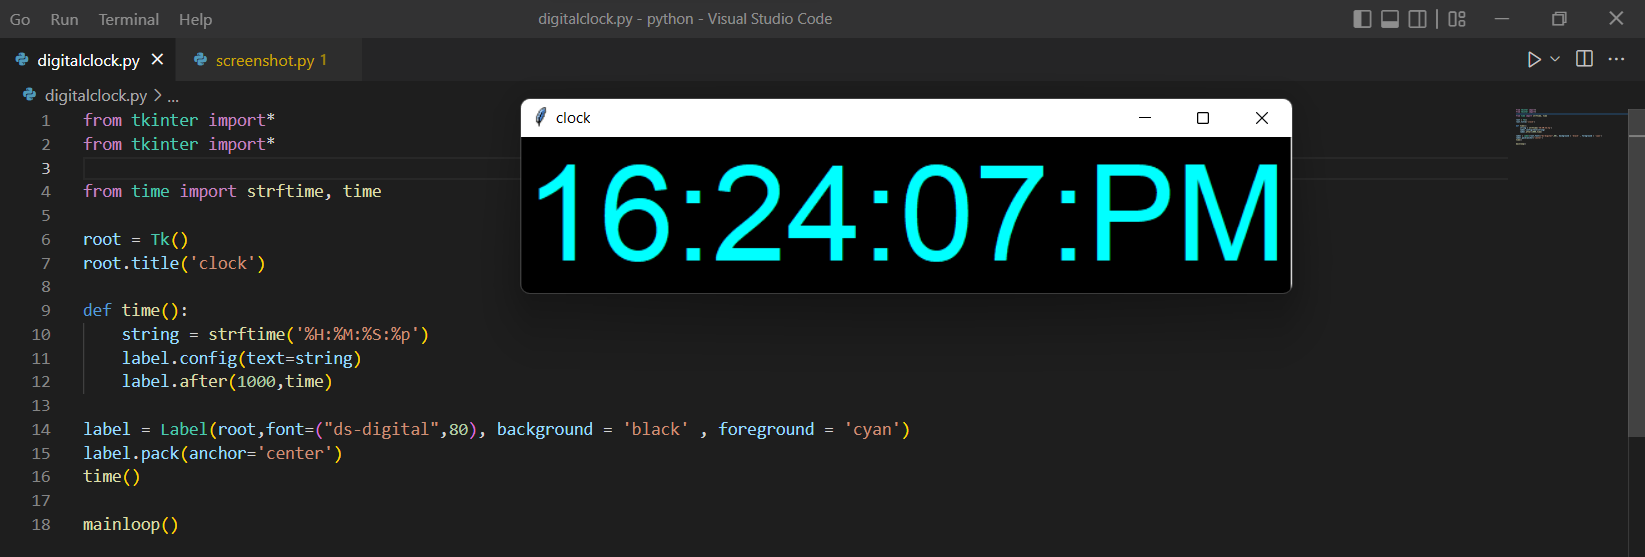 Go Run Terminal Help digitalclock.py - python - Visual Studio Code
digitalclock.py screenshot.py 1
digitalclock.py > ...
clock
16:24:07:PM
1 from tkinter import*
2 from tkinter import*
3
4 from time import strftime, time
5
6 root = Tk()
7 root.title('clock')
8
9 def time():
10 string = strftime('%H:%M:%S:%p')
11 label.config(text=string)
12 label.after(1000,time)
13
14 label = Label(root,font=("ds-digital",80), background = 'black' , foreground = 'cyan')
15 label.pack(anchor='center')
16 time()
17
18 mainloop()